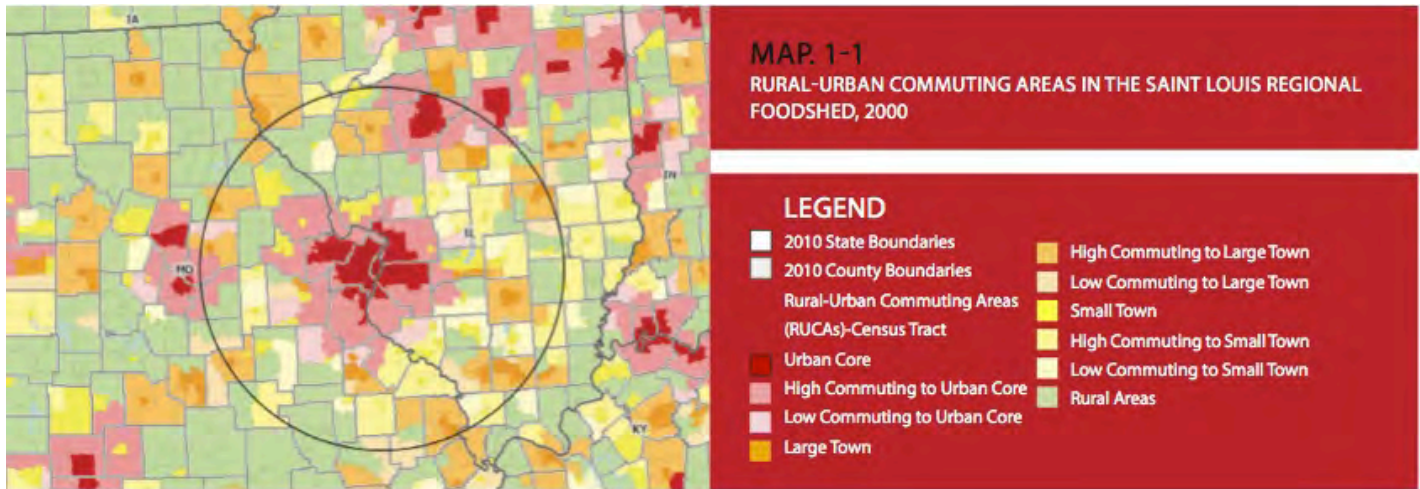 IA
MO
IL
IN
KY
MAP. 1-1
RURAL-URBAN COMMUTING AREAS IN THE SAINT LOUIS REGIONAL
FOODSHED, 2000
LEGEND
2010 State Boundaries
2010 County Boundaries
Rural-Urban Commuting Areas
(RUCAs)-Census Tract
Urban Core
High Commuting to Urban Core
Low Commuting to Urban Core
Large Town
High Commuting to Large Town
Low Commuting to Large Town
Small Town
High Commuting to Small Town
Low Commuting to Small Town
Rural Areas